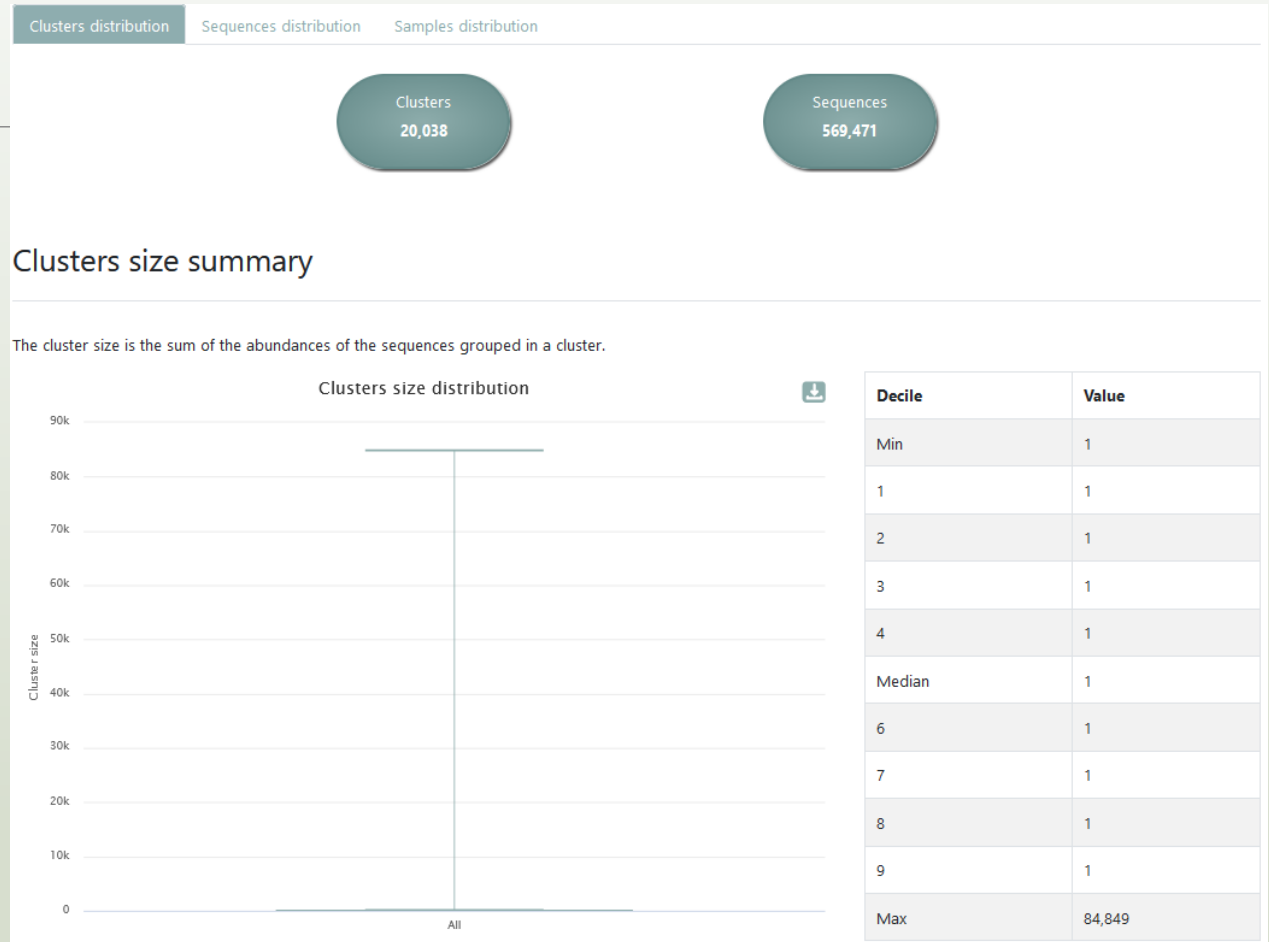 Clusters distribution Sequences distribution Samples distribution
Clusters
20,038
Sequences
569,471
Clusters size summary
The cluster size is the sum of the abundances of the sequences grouped in a cluster.
Clusters size distribution
90k
80k
70k
60k
50k
40k
30k
20k
10k
0
Cluster size
All
Decile Value
Min 1
1 1
2 1
3 1
4 1
Median 1
6 1
7 1
8 1
9 1
Max 84,849